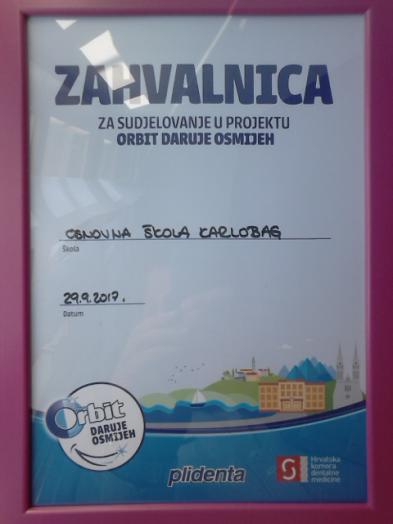 ZAHVALNICA
ZA SUDJELOVANJE U PROJEKTU
ORBIT DARUJE OSMIJEH
OSNOVNA ŠKOLA KARLOBAG
Škola
29.9.2017.
Datum
Orbit
DARUJE
OSMIJEH
plidenta
Hrvatska
komora
dentalne
medicine